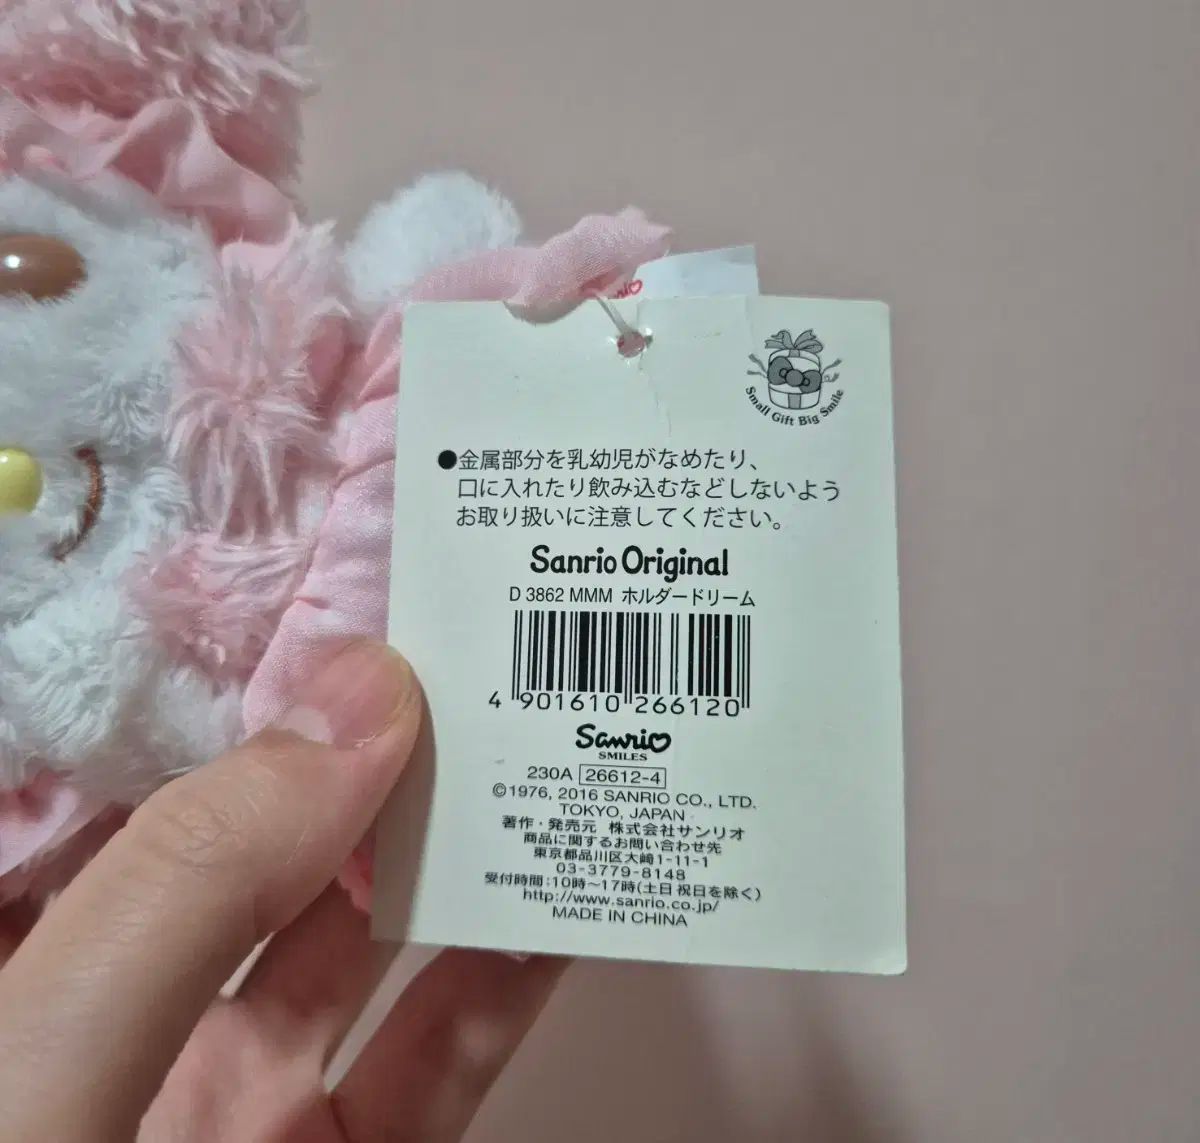 Small Gift Big Smile
●金属部分を乳幼児がなめたり、
口に入れたり飲み込むなどしないよう
お取り扱いに注意してください。
Sanrio Original
D 3862 MMM ホルダードリーム
4 901610 266120
Sanrio
SMILES
230A 26612-4
©1976, 2016 SANRIO CO., LTD.
TOKYO, JAPAN
著作・発売元 株式会社サンリオ
商品に関するお問い合わせ先
東京都品川区大崎1-11-1
03-3779-8148
受付時間:10時~17時(土日祝日を除く)
http://www.sanrio.co.jp/
MADE IN CHINA